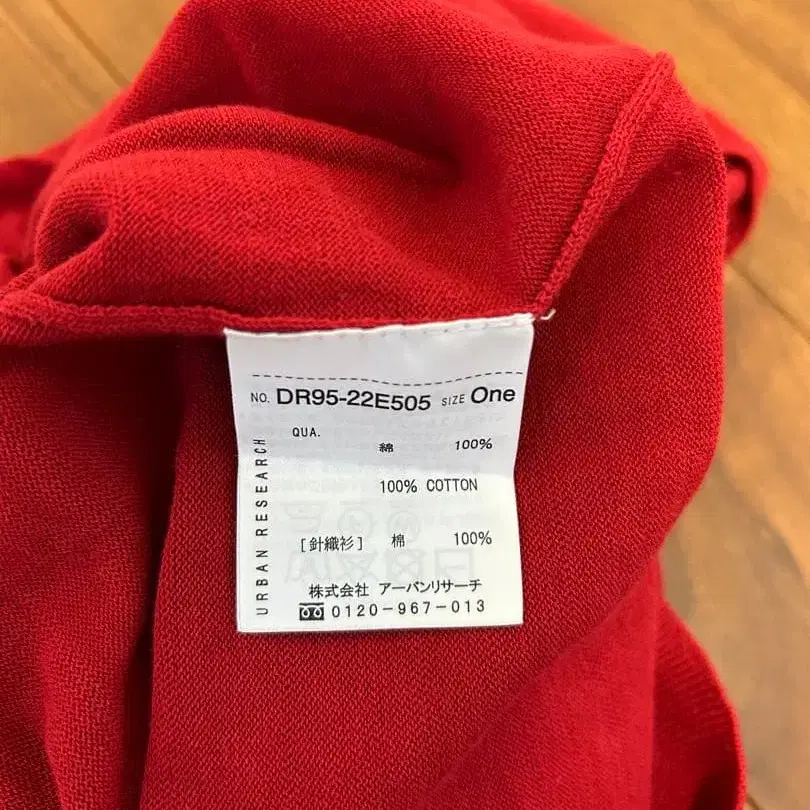 NO. DR95-22E505 SIZE One
QUA.
綿 100%
100% COTTON
[針織衫] 棉 100%
株式会社 アーバンリサーチ
0120-967-013
URBAN RESEARCH